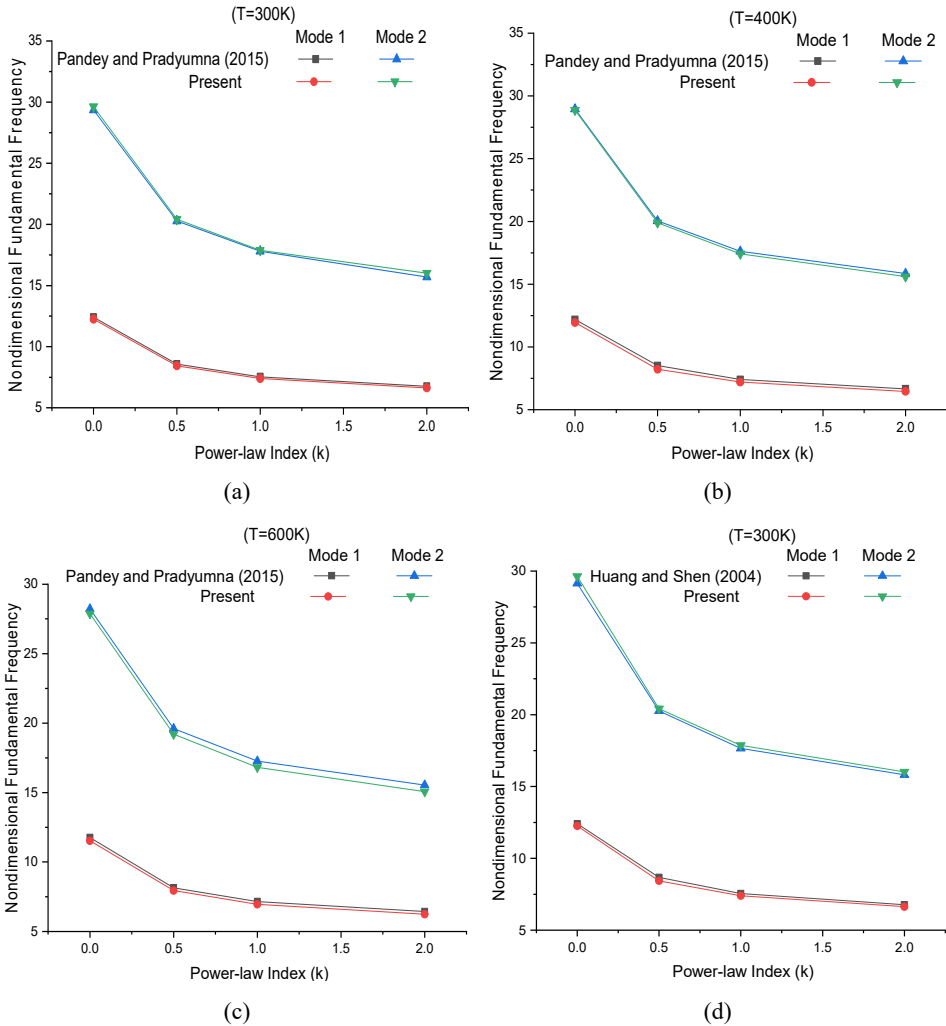 (T=300K)
Mode 1 Mode 2
Pandey and Pradyumna (2015)
Present
35
30
25
20
15
10
5
Nondimensional Fundamental Frequency
0.0 0.5 1.0 1.5 2.0
Power-law Index (k)
(a)
(T=400K)
Mode 1 Mode 2
Pandey and Pradyumna (2015)
Present
35
30
25
20
15
10
5
Nondimensional Fundamental Frequency
0.0 0.5 1.0 1.5 2.0
Power-law Index (k)
(b)
(T=600K)
Mode 1 Mode 2
Pandey and Pradyumna (2015)
Present
30
25
20
15
10
5
Nondimensional Fundamental Frequency
0.0 0.5 1.0 1.5 2.0
Power-law Index (k)
(c)
(T=300K)
Mode 1 Mode 2
Huang and Shen (2004)
Present
30
25
20
15
10
5
Nondimensional Fundamental Frequency
0.0 0.5 1.0 1.5 2.0
Power-law Index (k)
(d)